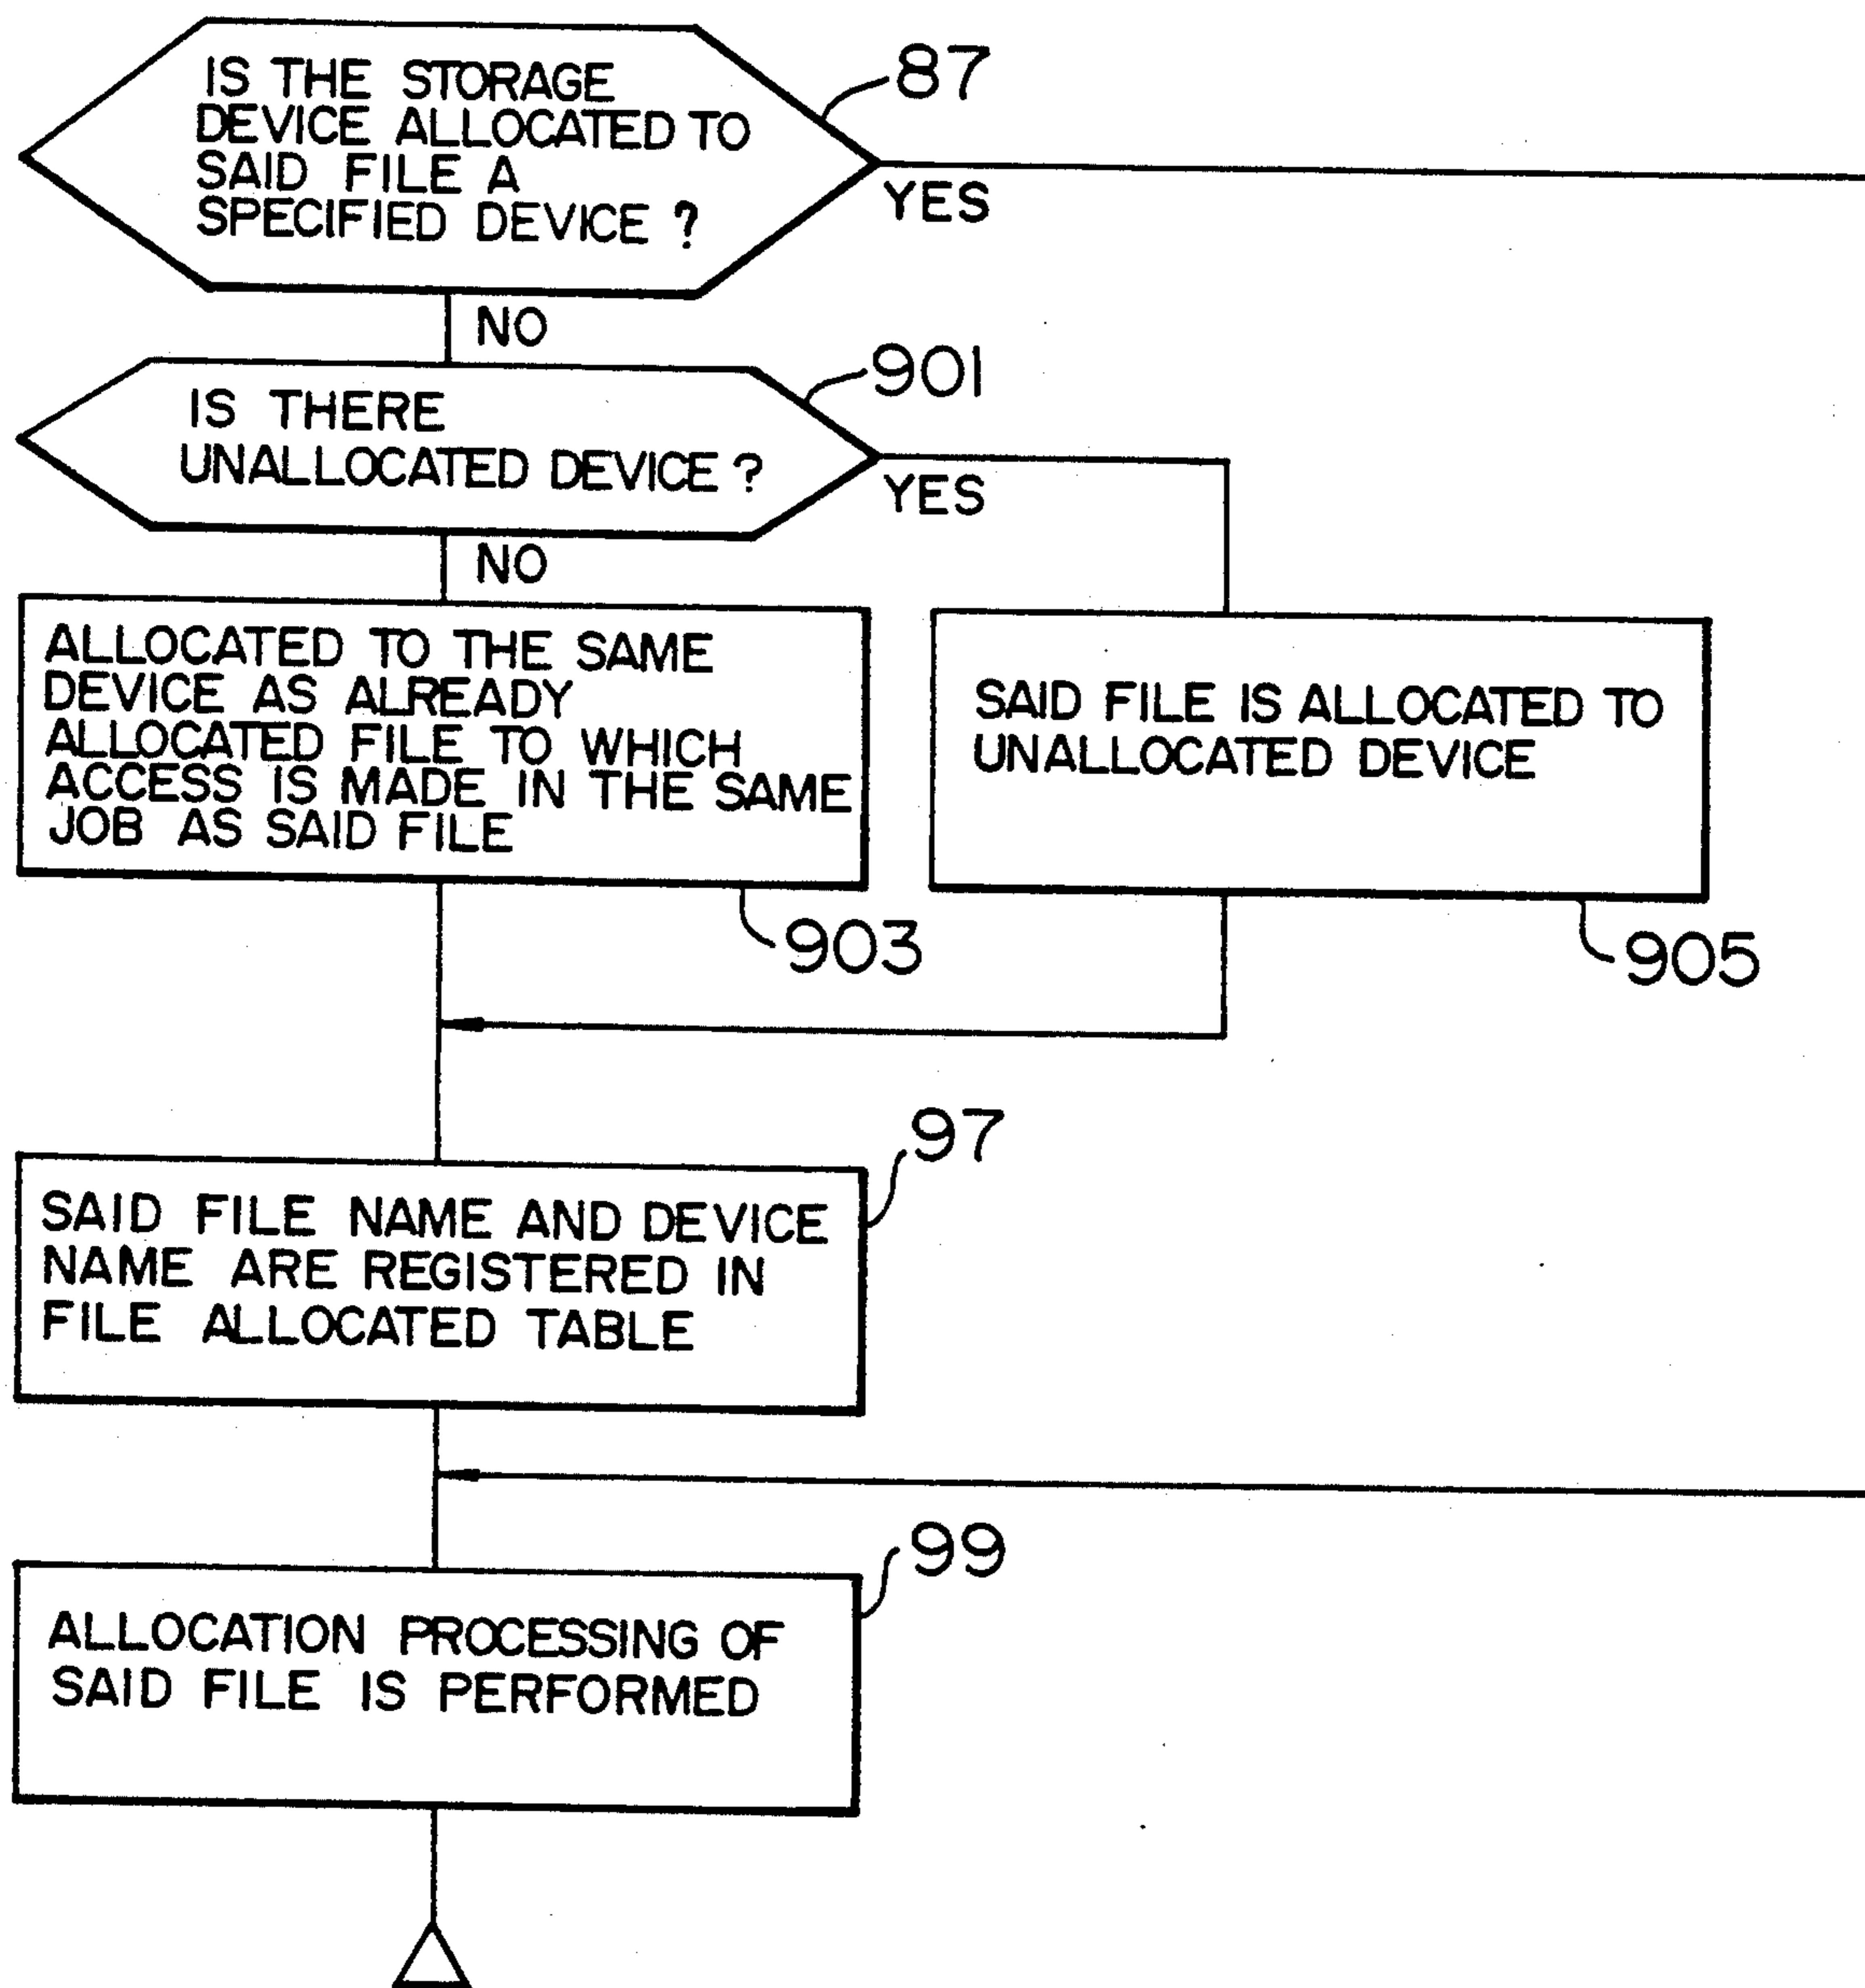 IS THE STORAGE
DEVICE ALLOCATED TO
SAID FILE A
SPECIFIED DEVICE ?
87
YES
NO
IS THERE
UNALLOCATED DEVICE ?
901
YES
NO
ALLOCATED TO THE SAME
DEVICE AS ALREADY
ALLOCATED FILE TO WHICH
ACCESS IS MADE IN THE SAME
JOB AS SAID FILE
903
SAID FILE IS ALLOCATED TO
UNALLOCATED DEVICE
905
SAID FILE NAME AND DEVICE
NAME ARE REGISTERED IN
FILE ALLOCATED TABLE
97
ALLOCATION PROCESSING OF
SAID FILE IS PERFORMED
99